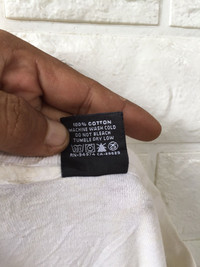 100% COTTON
MACHINE WASH COLD
DO NOT BLEACH
TUMBLE DRY LOW